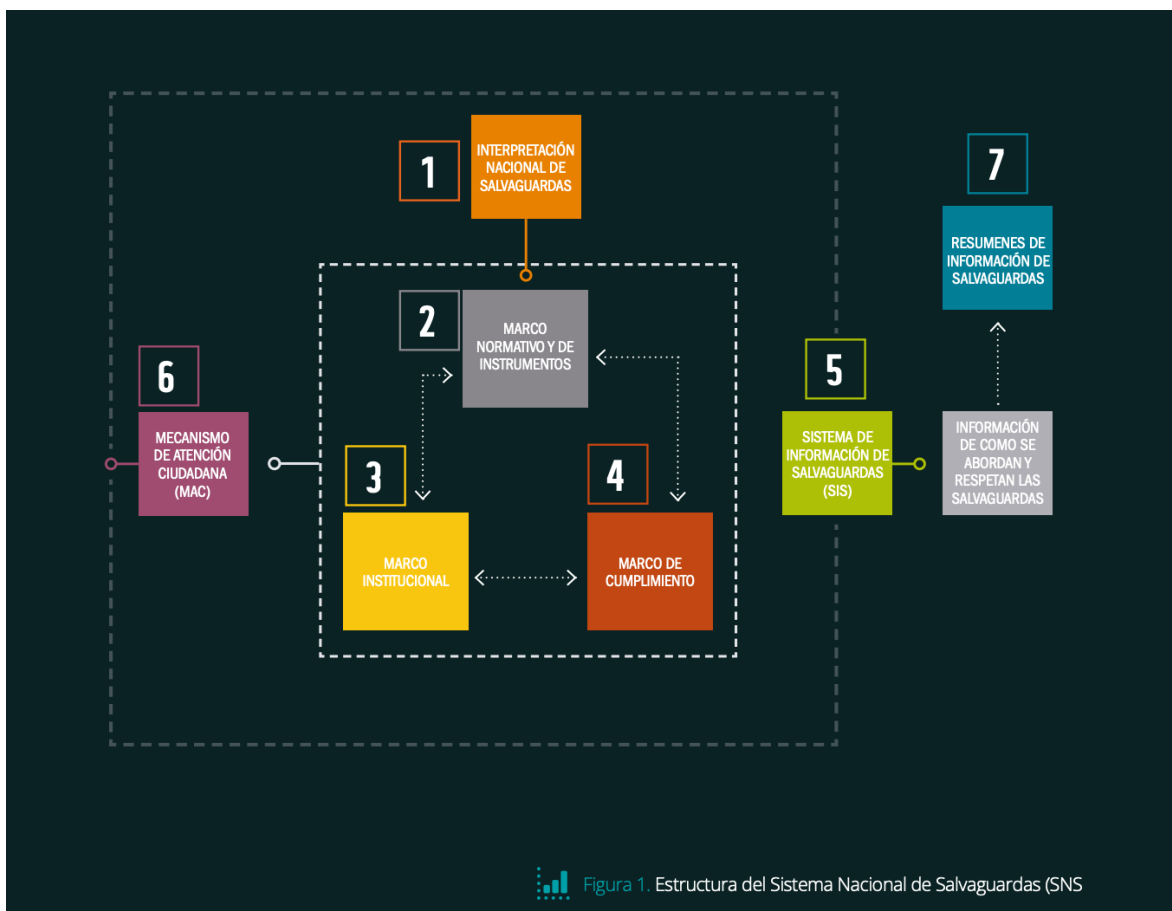 1
INTERPRETACIÓN
NACIONAL DE
SALVAGUARDAS
2
MARCO
NORMATIVO Y DE
INSTRUMENTOS
3
MARCO
INSTITUCIONAL
4
MARCO DE
CUMPLIMIENTO
5
SISTEMA DE
INFORMACIÓN DE
SALVAGUARDAS
(SIS)
6
MECANISMO
DE ATENCIÓN
CIUDADANA
(MAC)
7
RESUMENES DE
INFORMACIÓN DE
SALVAGUARDAS
INFORMACIÓN
DE COMO SE
ABORDAN Y
RESPETAN LAS
SALVAGUARDAS
Figura 1. Estructura del Sistema Nacional de Salvaguardas (SNS